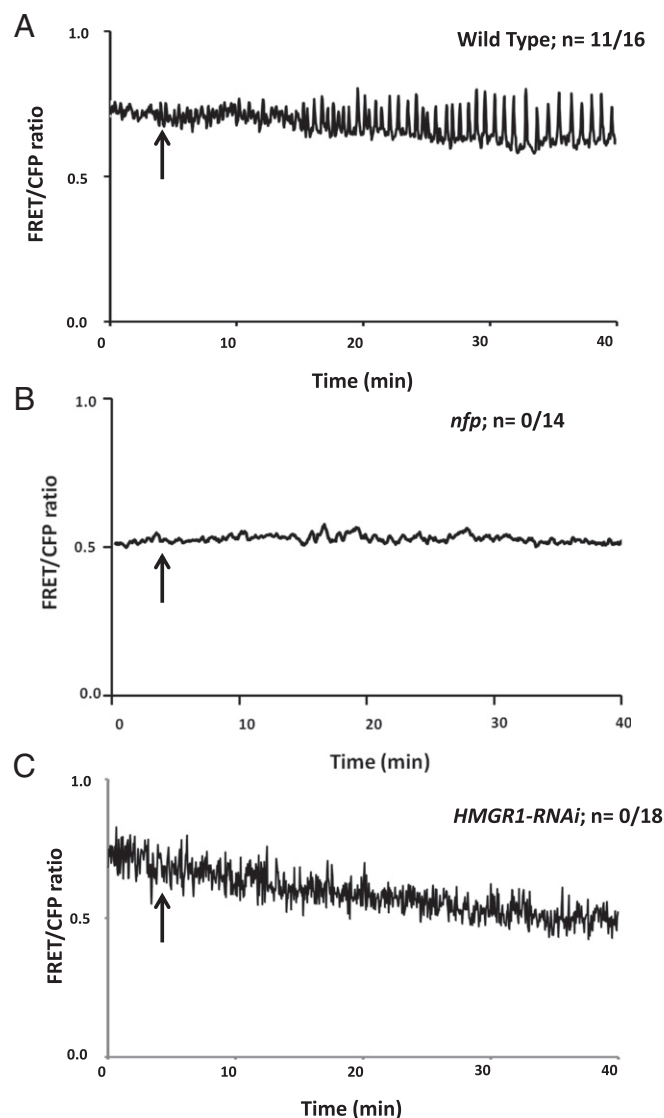 A
Wild Type; n= 11/16
FRET/CFP ratio
1.0
0.5
0.0
0 10 20 30 40
Time (min)
B
nfp; n= 0/14
FRET/CFP ratio
1.0
0.5
0.0
0 10 20 30 40
Time (min)
C
HMGR1-RNAi; n= 0/18
FRET/CFP ratio
1.0
0.5
0.0
0 10 20 30 40
Time (min)